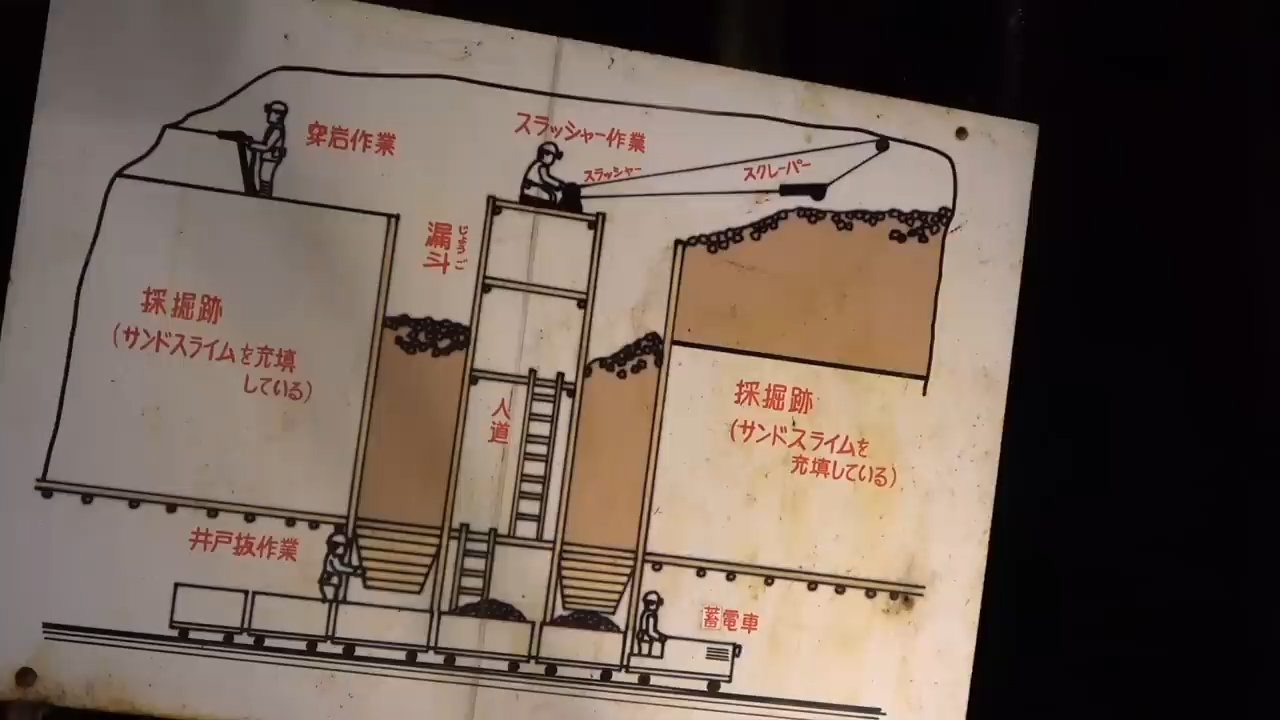 穿岩作業
スラッシャー作業
スラッシャー
スクレーパー
漏斗
じょうご
採掘跡
(サンドスライムを充填
している)
人道
採掘跡
(サンドスライムを
充填している)
井戸抜作業
蓄電車